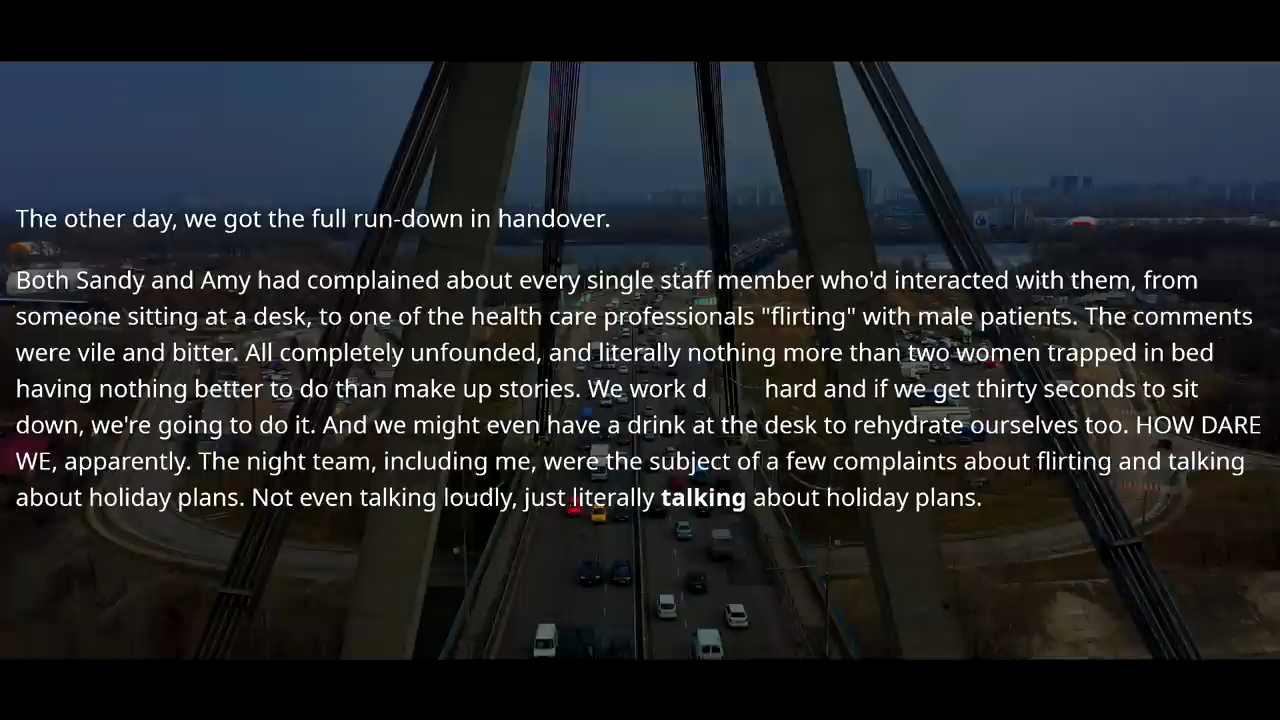 The other day, we got the full run-down in handover.
Both Sandy and Amy had complained about every single staff member who'd interacted with them, from
someone sitting at a desk, to one of the health care professionals "flirting" with male patients. The comments
were vile and bitter. All completely unfounded, and literally nothing more than two women trapped in bed
having nothing better to do than make up stories. We work d hard and if we get thirty seconds to sit
down, we're going to do it. And we might even have a drink at the desk to rehydrate ourselves too. HOW DARE
WE, apparently. The night team, including me, were the subject of a few complaints about flirting and talking
about holiday plans. Not even talking loudly, just literally talking about holiday plans.